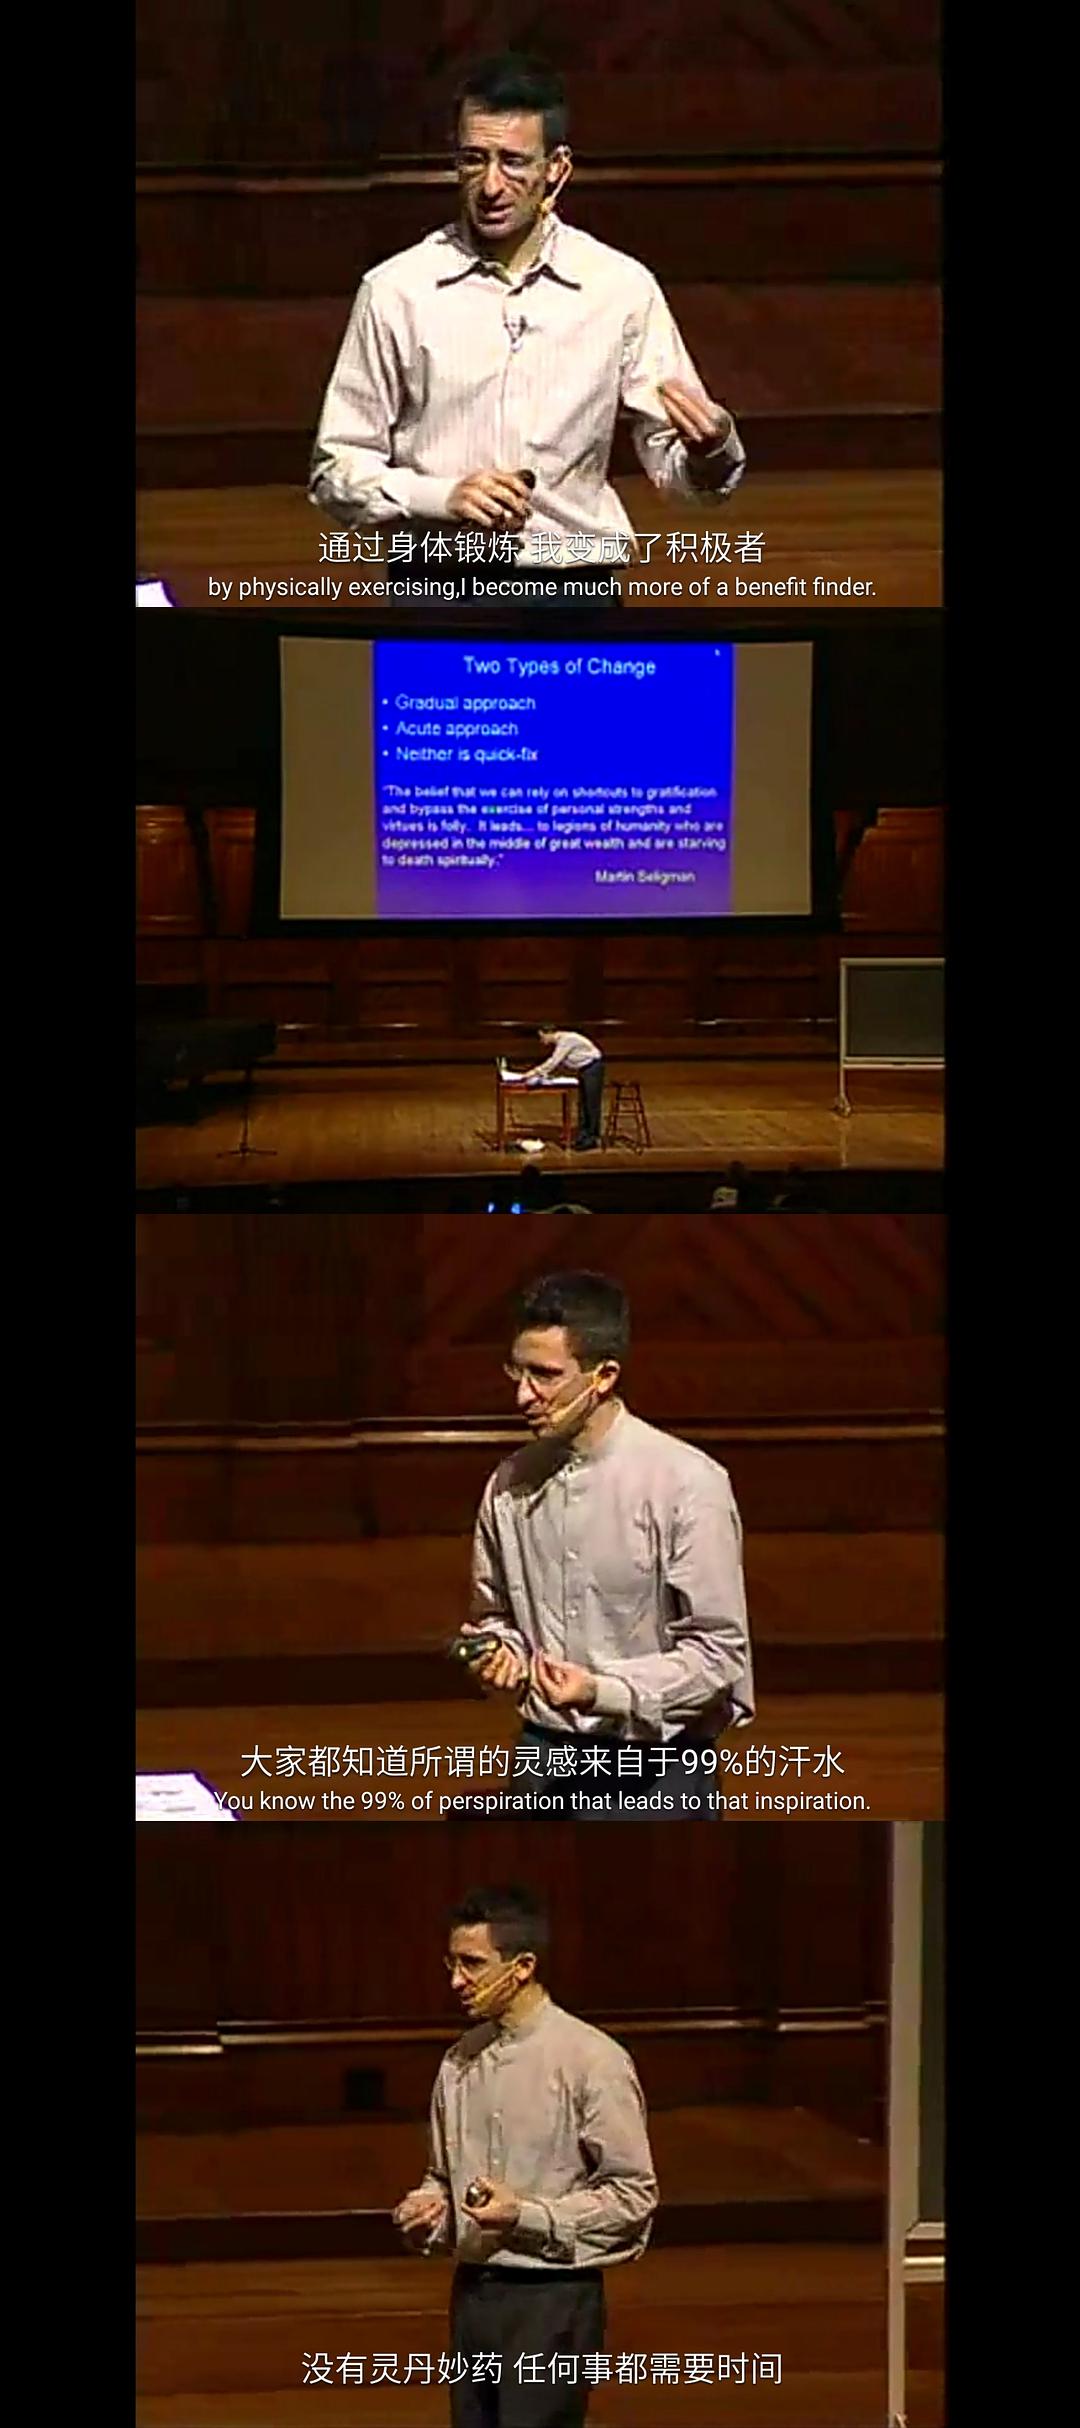 通过身体锻炼 我变成了积极者
by physically exercising,I become much more of a benefit finder.
Two Types of Change
• Gradual approach
• Acute approach
• Neither is quick-fix
"The belief that we can rely on shortcuts to gratification
and bypass the exercise of personal strengths and
virtues is folly. It leads... to legions of humanity who are
depressed in the middle of great wealth and are starving
to death spiritually."
Martin Seligman
大家都知道所谓的灵感来自于99%的汗水
You know the 99% of perspiration that leads to that inspiration.
没有灵丹妙药 任何事都需要时间